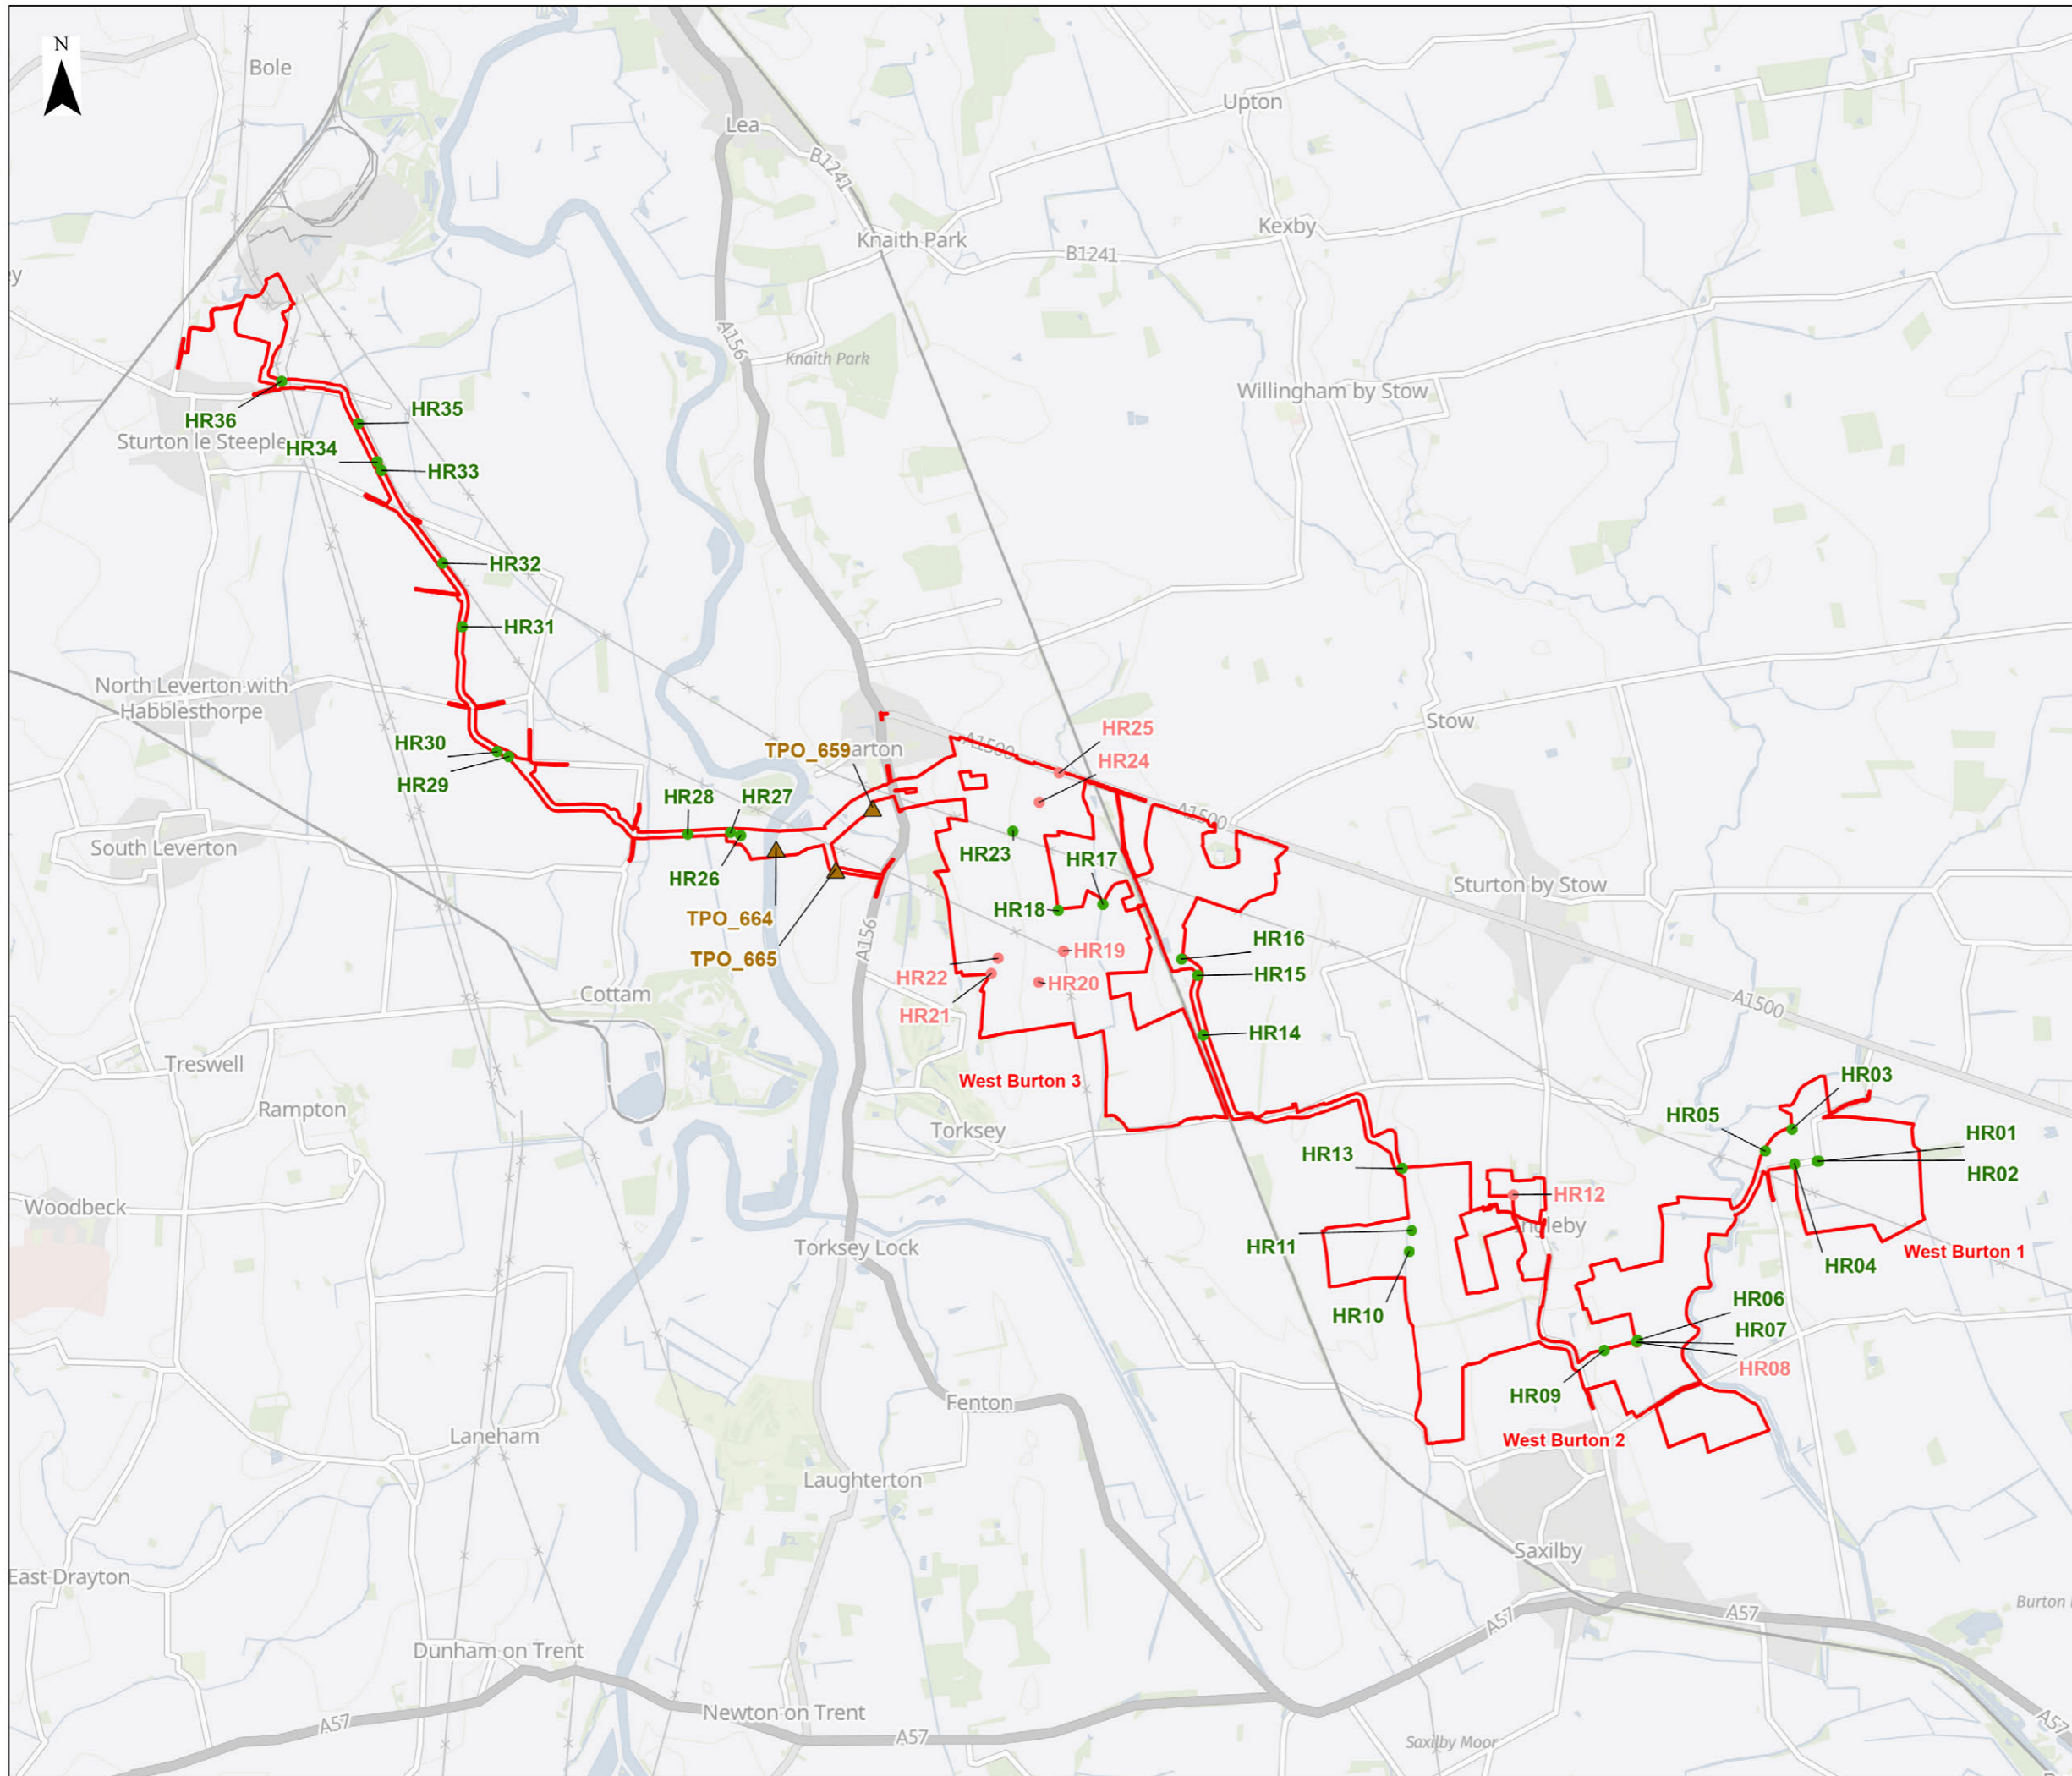 N
Bole
Lea
Upton
B1241
Knaith Park
Kexby
B1241
A156
Knaith Park
Willingham by Stow
HR36
HR35
Sturton le Steeple
HR34
HR33
HR32
HR31
North Leverton with
Habblesthorpe
Stow
HR25
HR30
TPO_659
A1500
HR24
HR29
HR28
HR27
A1500
South Leverton
HR23
HR17
HR26
Sturton by Stow
HR18
TPO_664
A156
HR16
TPO_665
HR19
HR22
HR15
HR20
Cottam
A1500
HR21
HR14
Treswell
West Burton 3
HR03
Rampton
HR05
Torksey
HR01
HR13
HR02
HR12
Woodbeck
Torksey Lock
HR11
West Burton 1
HR04
HR06
HR10
HR07
HR08
HR09
Fenton
Laneham
West Burton 2
Laughterton
Saxilby
East Drayton
Burton
A57
A57
Dunham on Trent
Newton on Trent
A57
A57
A57
Saxilby Moor